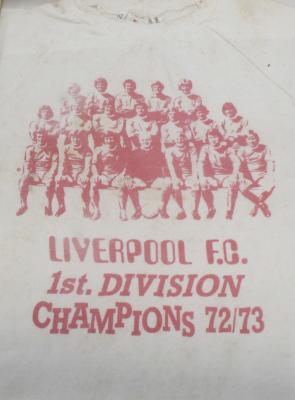 LIVERPOOL F.C.
1st. DIVISION
CHAMPIONS 72/73